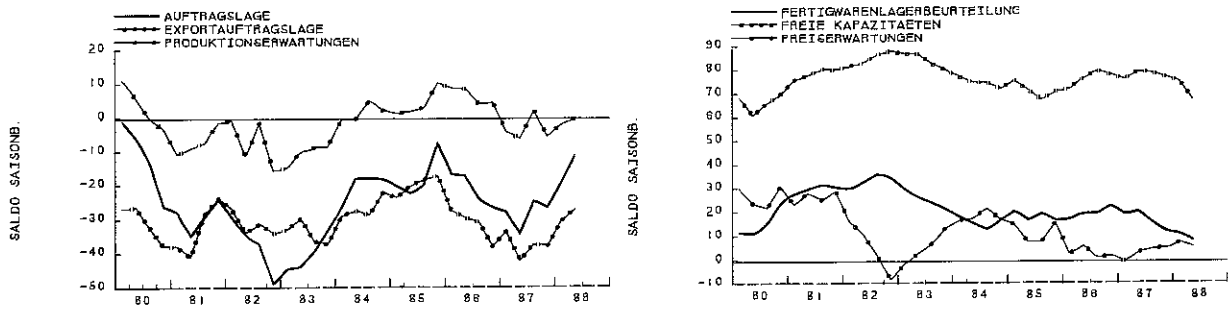 AUFTRAGSLAGE
EXPORTAUFTRAGSLAGE
PRODUKTIONSERWARTUNGEN
20
10
0
-10
-20
-30
-40
-50
SALDO SAISONB.
80 81 82 83 84 85 86 87 88
FERTIGWARENLAGERBEURTEILUNG
FREIE KAPAZITAETEN
PREISERWARTUNGEN
90
80
70
60
50
40
30
20
10
0
-10
SALDO SAISONB.
80 81 82 83 84 85 86 87 88